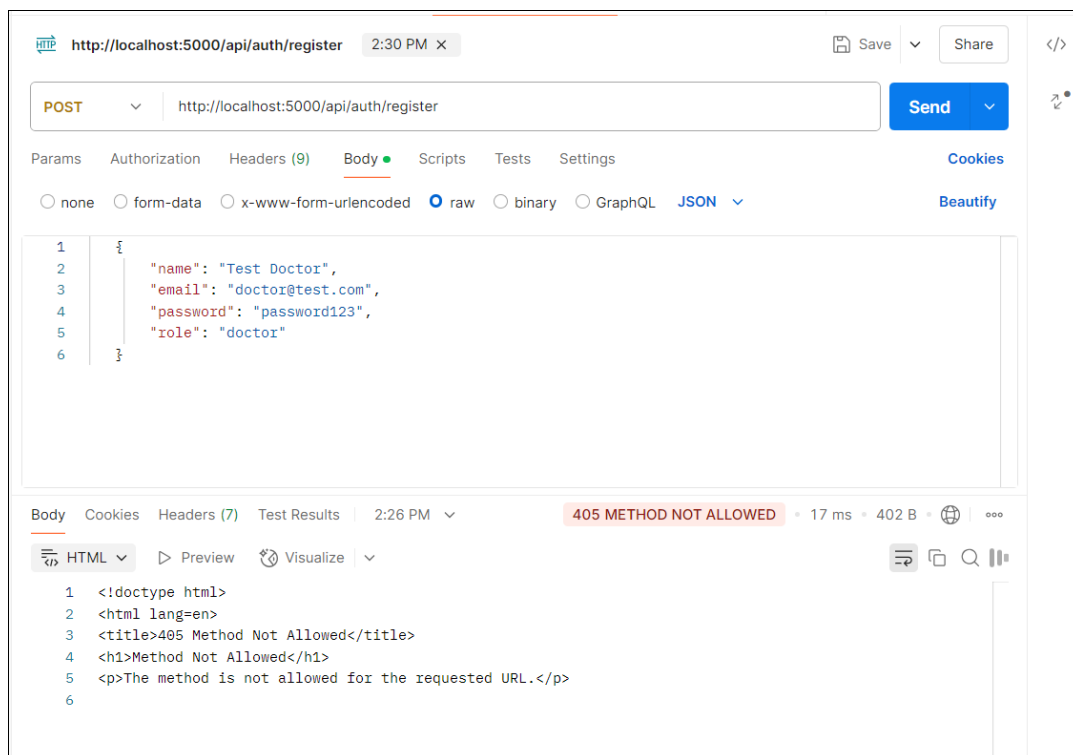 HTTP http://localhost:5000/api/auth/register 2:30 PM × Save Share </>
POST http://localhost:5000/api/auth/register Send
Params Authorization Headers (9) Body Scripts Tests Settings Cookies
none form-data x-www-form-urlencoded raw binary GraphQL JSON Beautify
1 {
2 "name": "Test Doctor",
3 "email": "doctor@test.com",
4 "password": "password123",
5 "role": "doctor"
6 }
Body Cookies Headers (7) Test Results 2:26 PM 405 METHOD NOT ALLOWED 17 ms 402 B
HTML Preview Visualize
1 <!doctype html>
2 <html lang=en>
3 <title>405 Method Not Allowed</title>
4 <h1>Method Not Allowed</h1>
5 <p>The method is not allowed for the requested URL.</p>
6